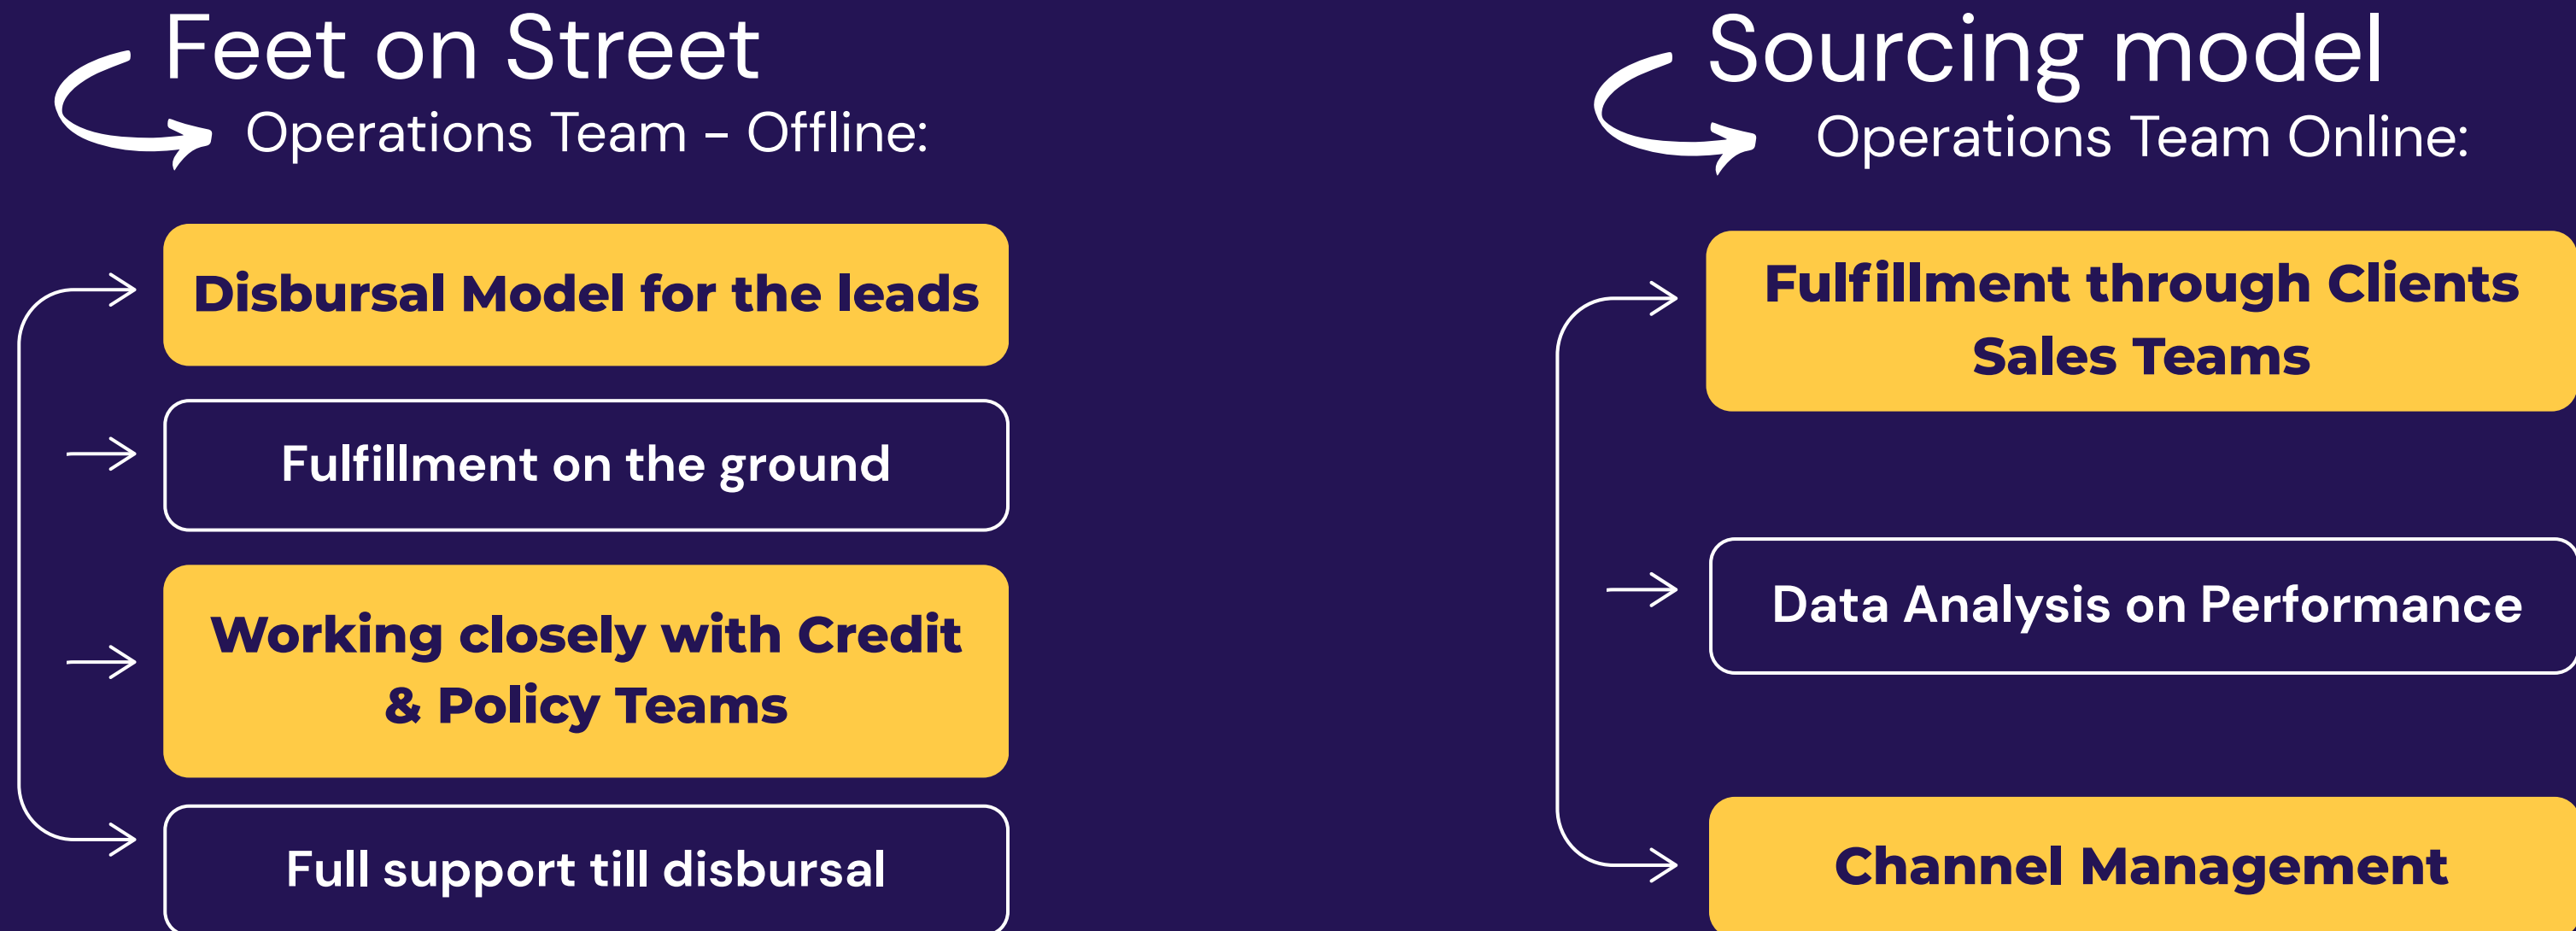 Feet on Street
Operations Team - Offline:
Disbursal Model for the leads
Fulfillment on the ground
Working closely with Credit
& Policy Teams
Full support till disbursal
Sourcing model
Operations Team Online:
Fulfillment through Clients
Sales Teams
Data Analysis on Performance
Channel Management